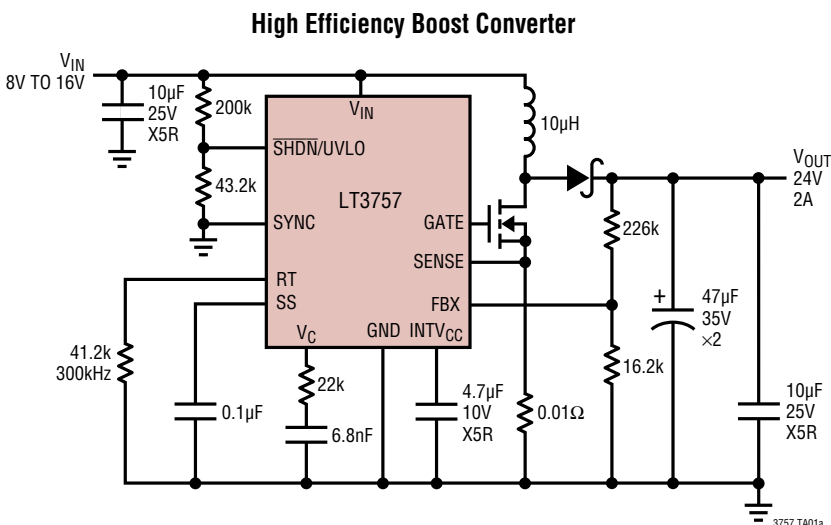 High Efficiency Boost Converter
VIN
8V TO 16V
10µF
25V
X5R
200k
43.2k
VIN
SHDN/UVLO
LT3757
SYNC
GATE
SENSE
RT
SS
FBX
VC
GND
INTVCC
10µH
VOUT
24V
2A
226k
16.2k
+
47µF
35V
×2
10µF
25V
X5R
41.2k
300kHz
0.1µF
22k
6.8nF
4.7µF
10V
X5R
0.01Ω
3757 TA01a